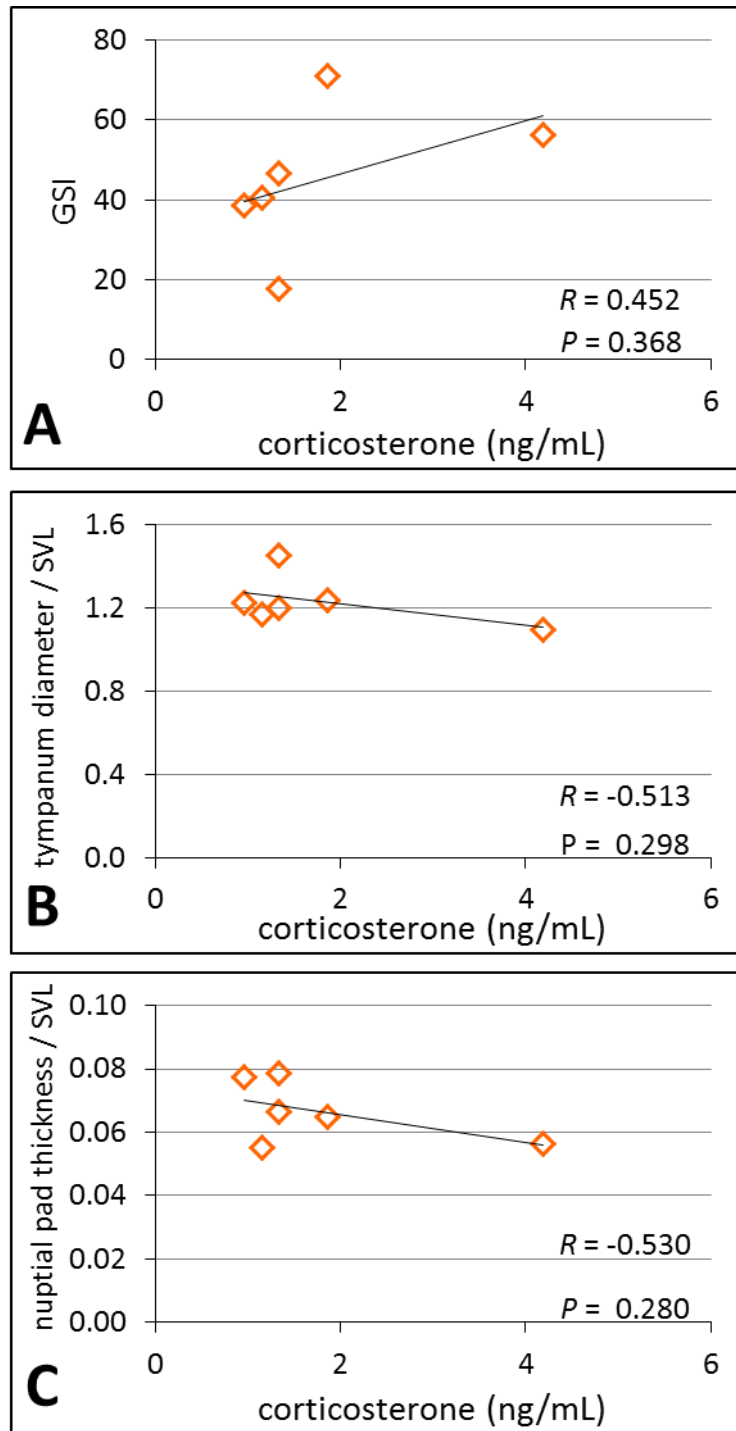 80
60
40
20
0
GSI
R = 0.452
P = 0.368
0 2 4 6
corticosterone (ng/mL)
A
1.6
1.2
0.8
0.4
0.0
tympanum diameter / SVL
R = -0.513
P = 0.298
0 2 4 6
corticosterone (ng/mL)
B
0.10
0.08
0.06
0.04
0.02
0.00
nuptial pad thickness / SVL
R = -0.530
P = 0.280
0 2 4 6
corticosterone (ng/mL)
C